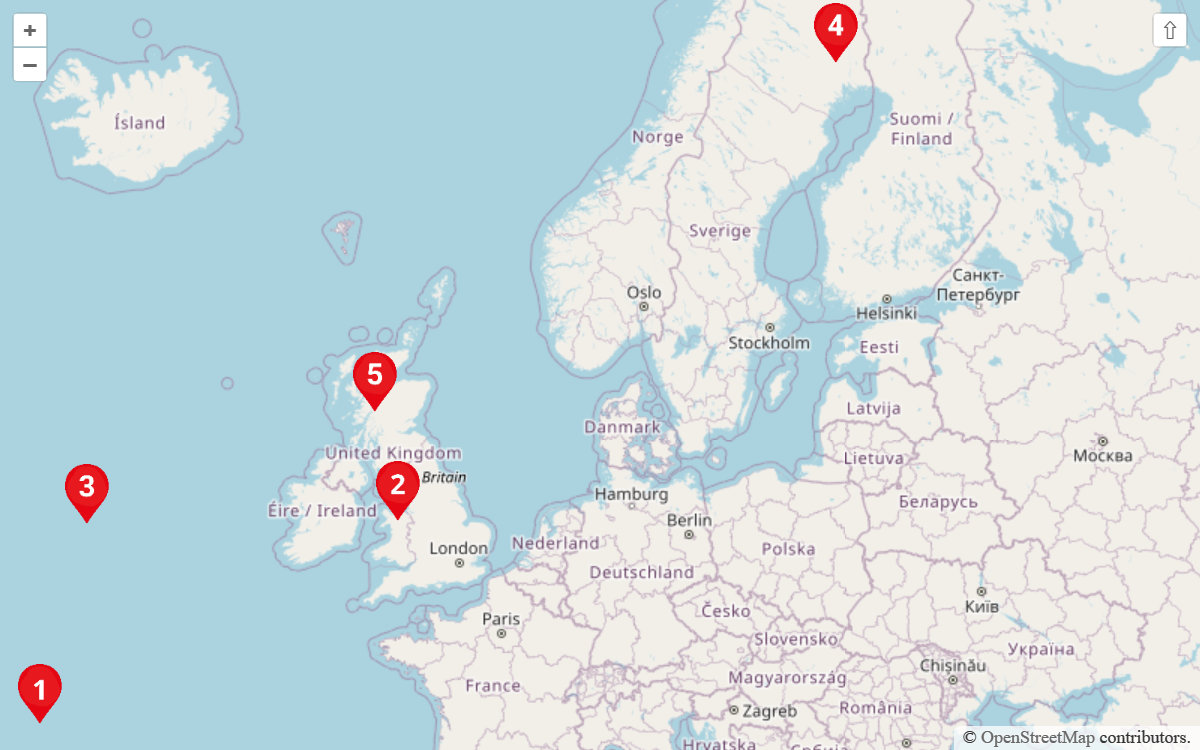 +
−
⇧
4
Ísland
Norge
Suomi /
Finland
Sverige
Санкт-
Петербург
Oslo
Helsinki
Stockholm
Eesti
5
Latvija
Danmark
United Kingdom
Москва
Lietuva
3
2
Britain
Hamburg
Беларусь
Éire / Ireland
Berlin
London
Nederland
Polska
Deutschland
Київ
Česko
Paris
Slovensko
Україна
Chișinău
Magyarország
France
1
România
Zagreb
Hrvatska
© OpenStreetMap contributors.